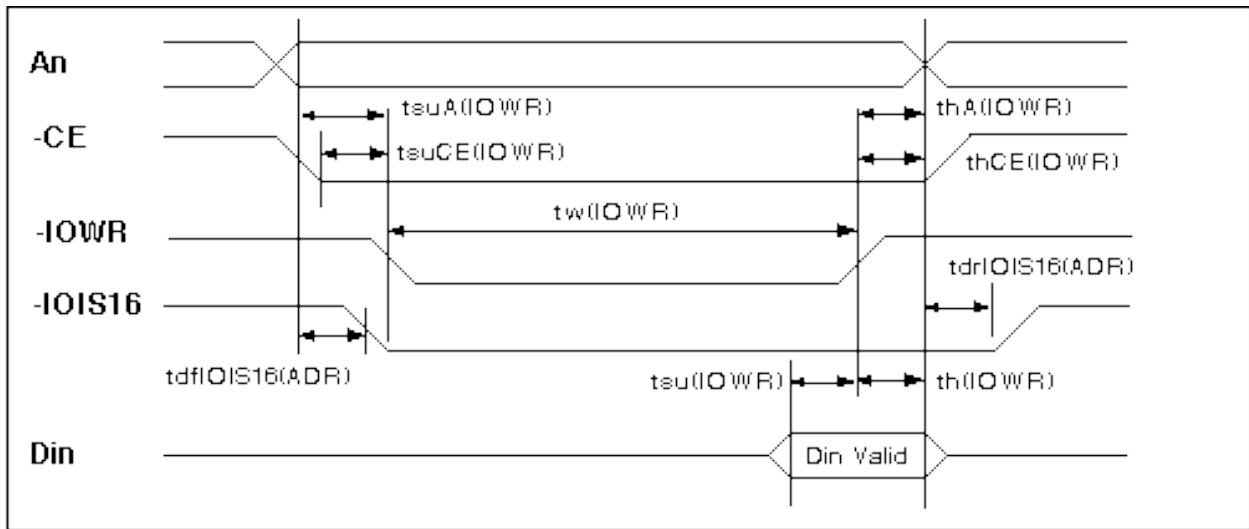 An
tsuA(IOWR)
thA(IOWR)
-CE
tsuCE(IOWR)
thCE(IOWR)
tw(IOWR)
-IOWR
tdrIOIS16(ADR)
-IOIS16
tdfIOIS16(ADR)
tsu(IOWR)
th(IOWR)
Din
Din Valid